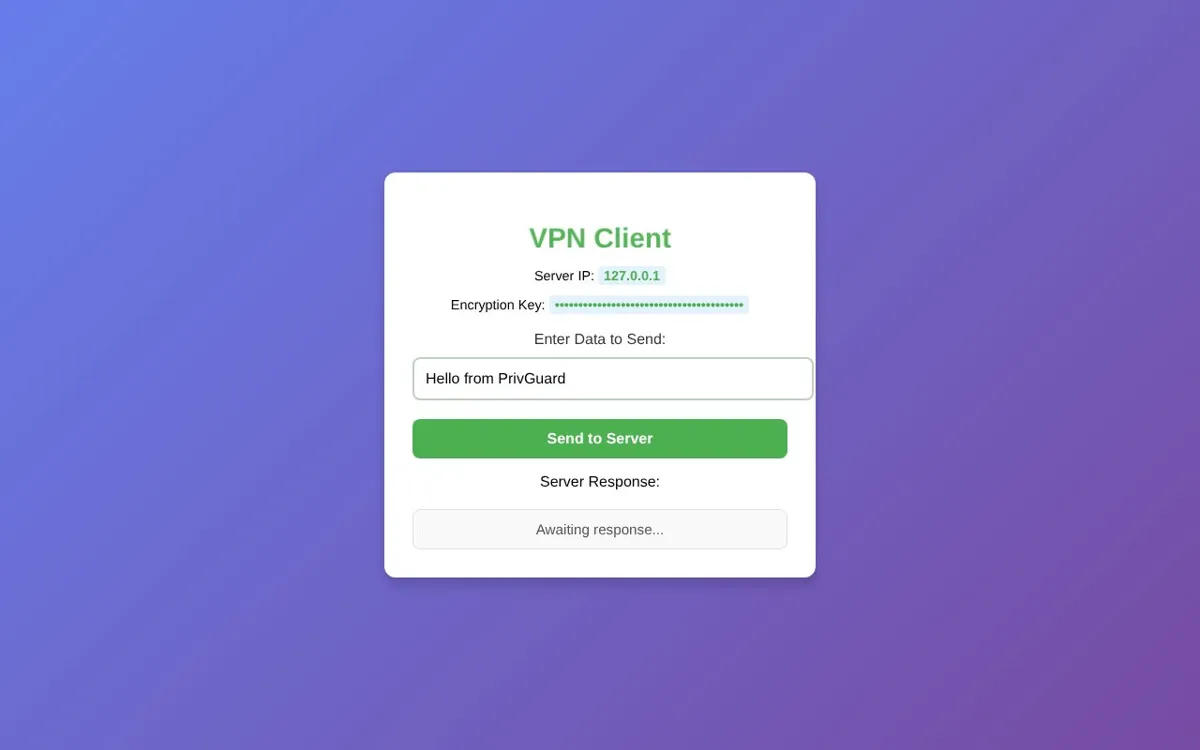 VPN Client
Server IP: 127.0.0.1
Encryption Key: ••••••••••••••••••••••••••••••••••••••••
Enter Data to Send:
Hello from PrivGuard
Send to Server
Server Response:
Awaiting response...